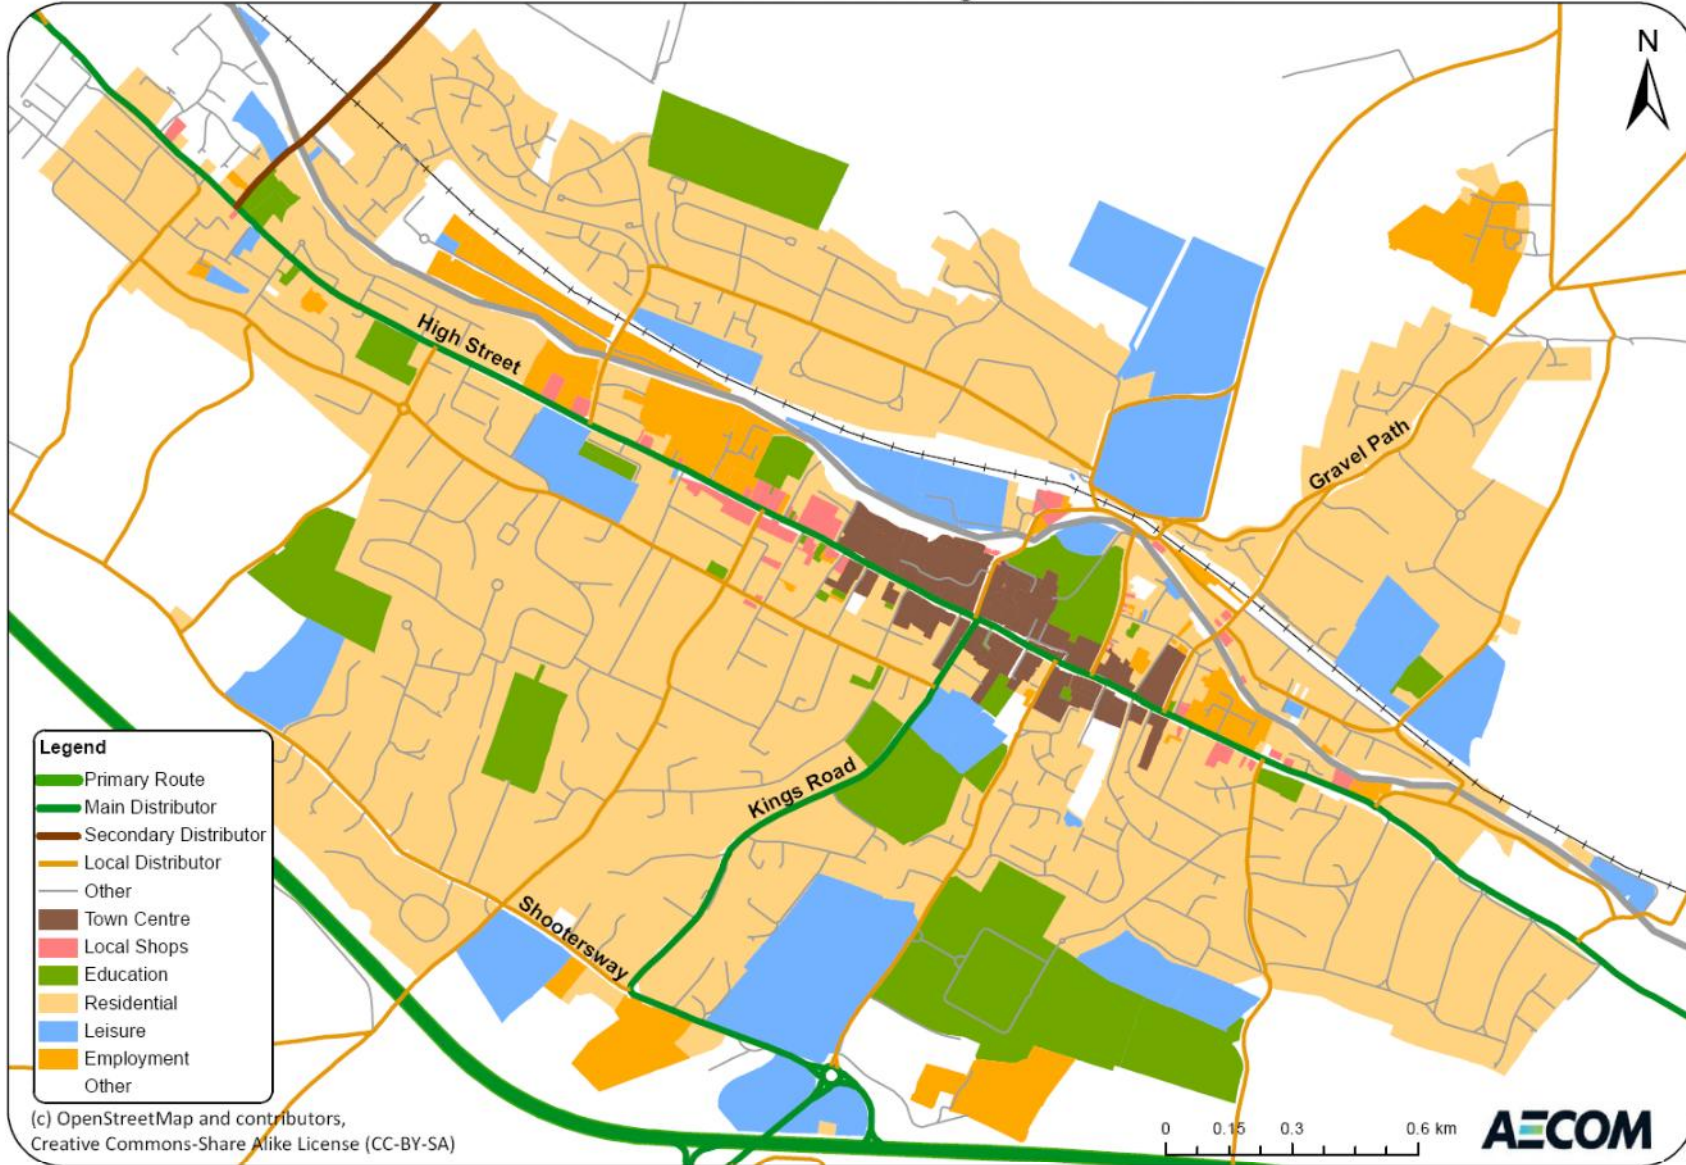 N
High Street
Gravel Path
Kings Road
Shootersway
Legend
Primary Route
Main Distributor
Secondary Distributor
Local Distributor
Other
Town Centre
Local Shops
Education
Residential
Leisure
Employment
Other
(c) OpenStreetMap and contributors,
Creative Commons-Share Alike License (CC-BY-SA)
0 0.15 0.3 0.6 km
AECOM